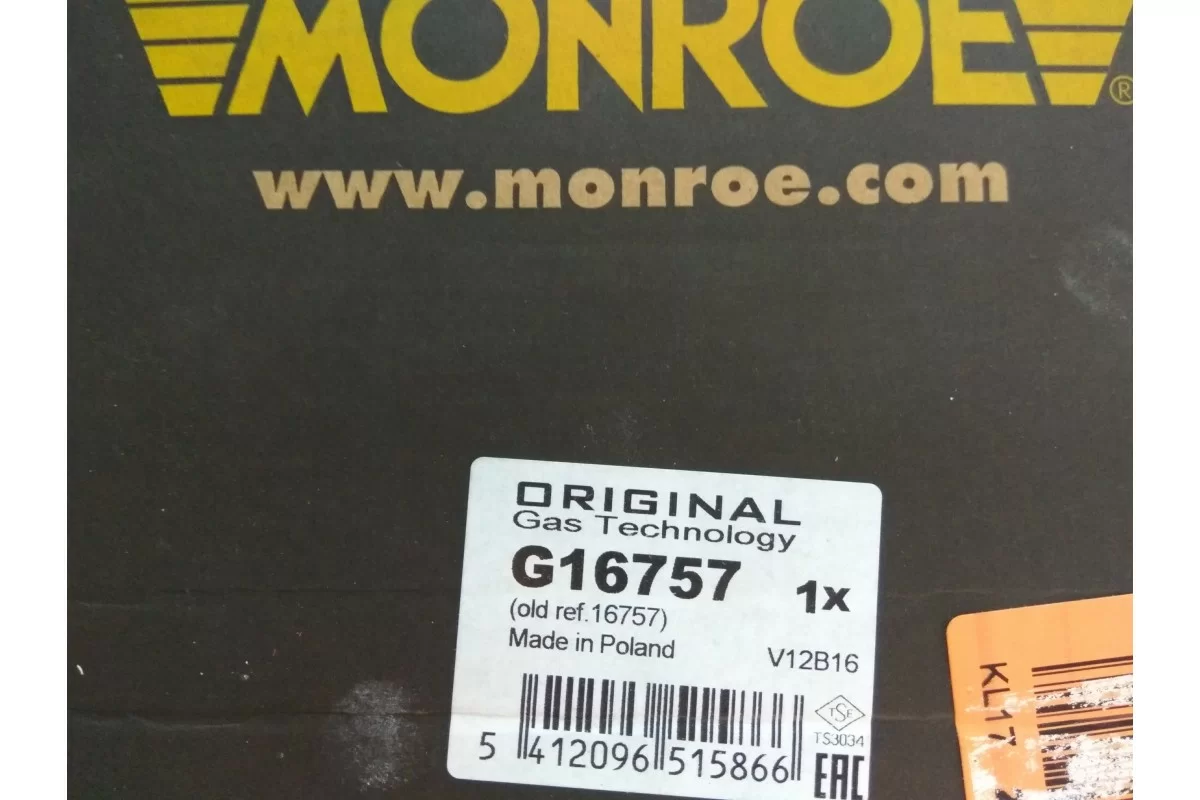 MONROE®
www.monroe.com
ORIGINAL
Gas Technology
G16757 1x
(old ref.16757)
Made in Poland
V12B16
TSE
TS3034
5 412096 515866
EAC
KL17